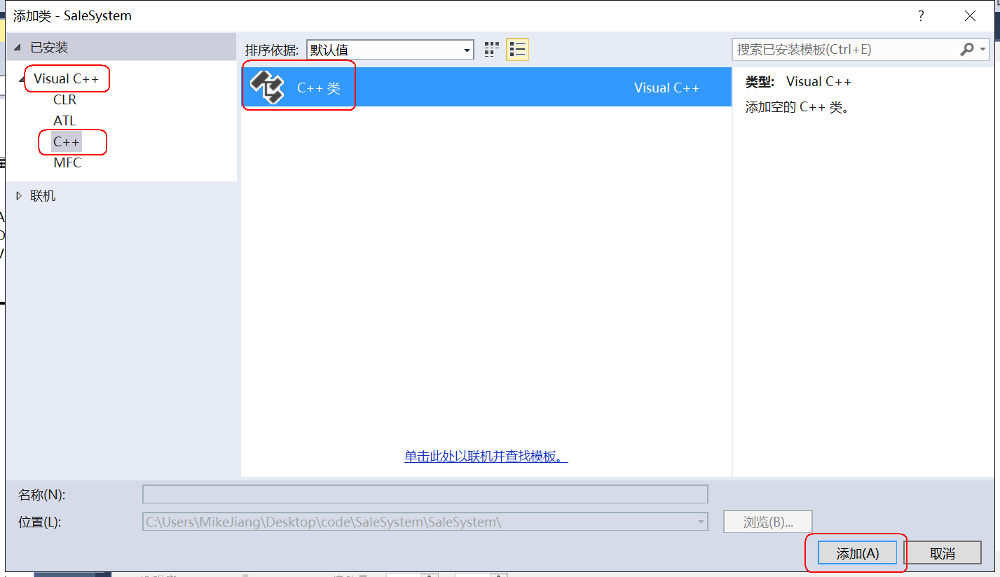 添加类 - SaleSystem
?
已安装
排序依据: 默认值
搜索已安装模板(Ctrl+E)
Visual C++
CLR
ATL
C++
MFC
联机
C++ 类
Visual C++
类型: Visual C++
添加空的 C++ 类。
单击此处以联机并查找模板。
名称(N):
位置(L): C:\Users\MikeJiang\Desktop\code\SaleSystem\SaleSystem\
浏览(B)...
添加(A)
取消